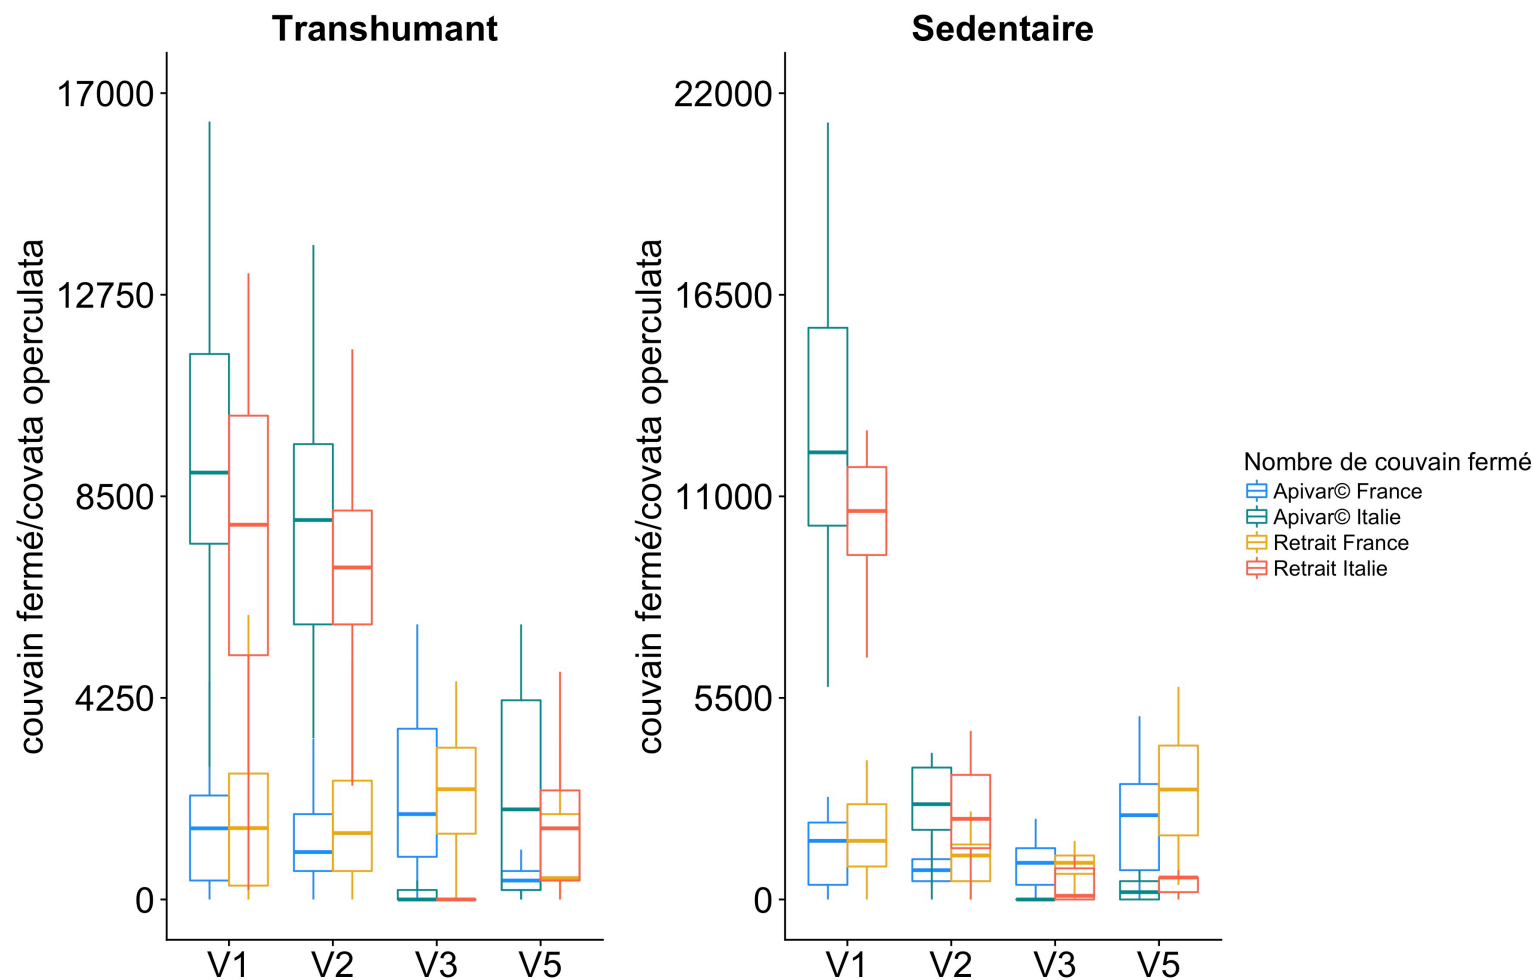 Transhumant
couvain fermé/covata operculata
17000
12750
8500
4250
0
V1 V2 V3 V5
Sedentaire
couvain fermé/covata operculata
22000
16500
11000
5500
0
V1 V2 V3 V5
Nombre de couvain fermé
Apivar© France
Apivar© Italie
Retrait France
Retrait Italie